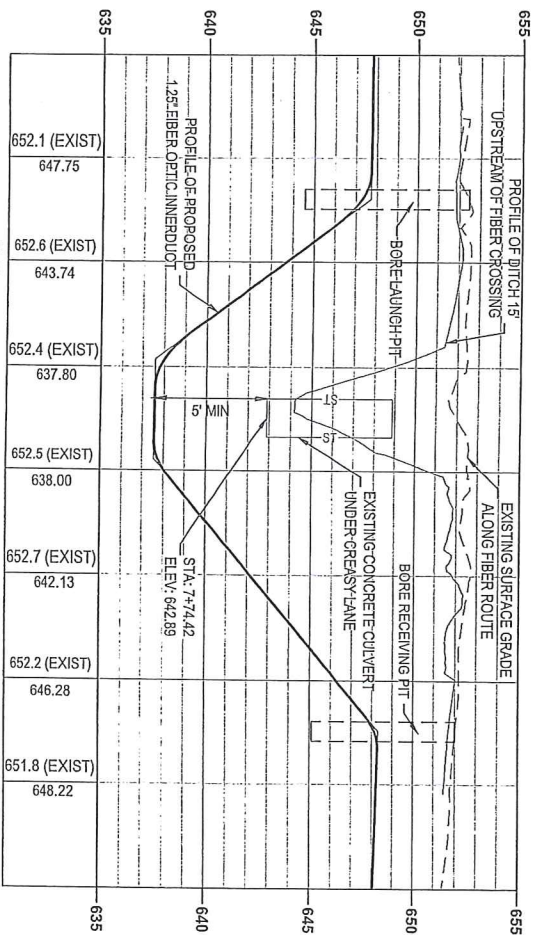 635
640
645
650
655
PROFILE OF DITCH 15'
UPSTREAM OF FIBER CROSSING
EXISTING SURFACE GRADE
ALONG FIBER ROUTE
BORE LAUNCH PIT
BORE RECEIVING PIT
EXISTING CONCRETE CULVERT
UNDER CREASY LANE
ST
ST
5' MIN
STA: 7+74.42
ELEV: 642.89
PROFILE OF PROPOSED
1.25" FIBER OPTIC INNERDUCT
652.1 (EXIST)
647.75
652.6 (EXIST)
643.74
652.4 (EXIST)
637.80
652.5 (EXIST)
638.00
652.7 (EXIST)
642.13
652.2 (EXIST)
646.28
651.8 (EXIST)
648.22
635
640
645
650
655